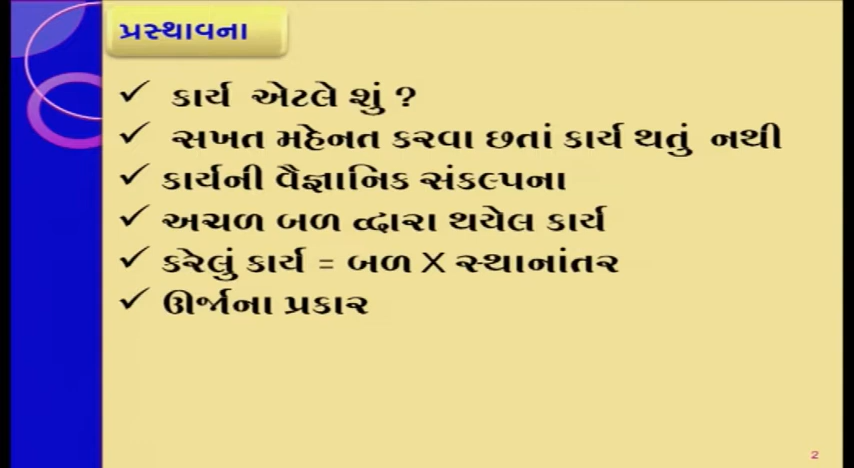 પ્રસ્થાવના
✓ કાર્ય એટલે શું ?
✓ સખત મહેનત કરવા છતાં કાર્ય થતું નથી
✓ કાર્યની વૈજ્ઞાનિક સંકલ્પના
✓ અચળ બળ દ્વારા થયેલ કાર્ય
✓ કરેલું કાર્ય = બળ X સ્થાનાંતર
✓ ઊર્જાના પ્રકાર
2